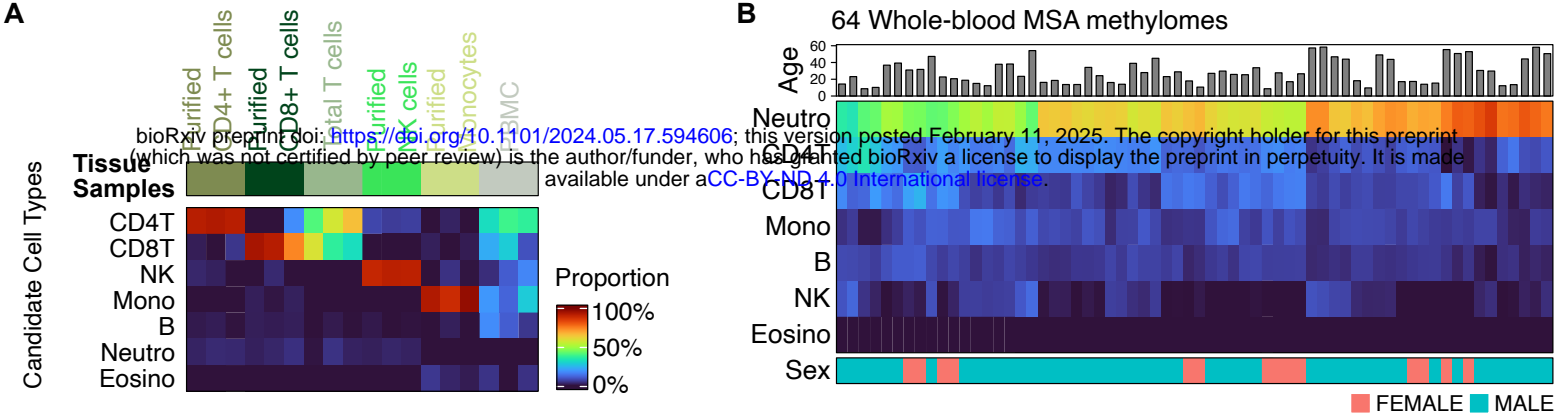 A
Purified
CD4+ T cells
Purified
CD8+ T cells
Total T cells
Purified
NK cells
Purified
Monocytes
PBMC
Tissue
Samples
Candidate Cell Types
CD4T
CD8T
NK
Mono
B
Neutro
Eosino
Proportion
100%
50%
0%
bioRxiv preprint doi: https://doi.org/10.1101/2024.05.17.594606; this version posted February 11, 2025. The copyright holder for this preprint
(which was not certified by peer review) is the author/funder, who has granted bioRxiv a license to display the preprint in perpetuity. It is made
available under aCC-BY-ND 4.0 International license.
B
64 Whole-blood MSA methylomes
Age
60
40
20
0
Neutro
CD4T
CD8T
Mono
B
NK
Eosino
Sex
FEMALE MALE